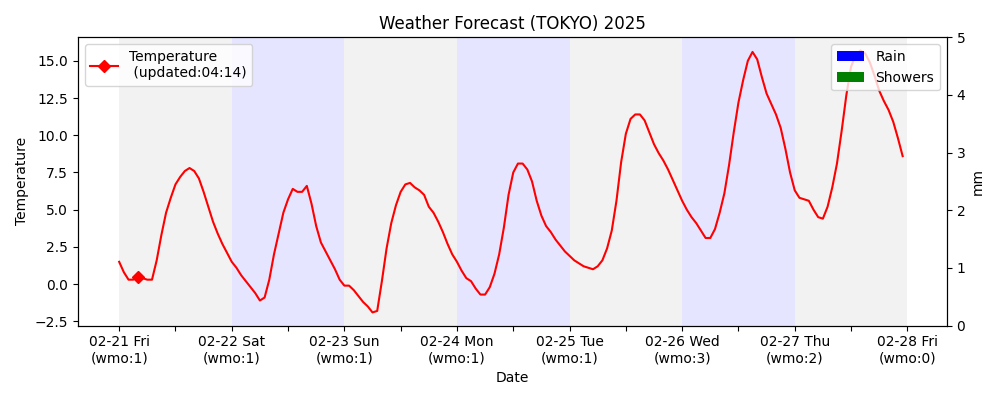 Weather Forecast (TOKYO) 2025
Temperature
(updated:04:14)
Rain
Showers
Temperature
15.0
12.5
10.0
7.5
5.0
2.5
0.0
−2.5
5
4
3
2
1
0
mm
02-21 Fri
(wmo:1)
02-22 Sat
(wmo:1)
02-23 Sun
(wmo:1)
02-24 Mon
(wmo:1)
02-25 Tue
(wmo:1)
02-26 Wed
(wmo:3)
02-27 Thu
(wmo:2)
02-28 Fri
(wmo:0)
Date